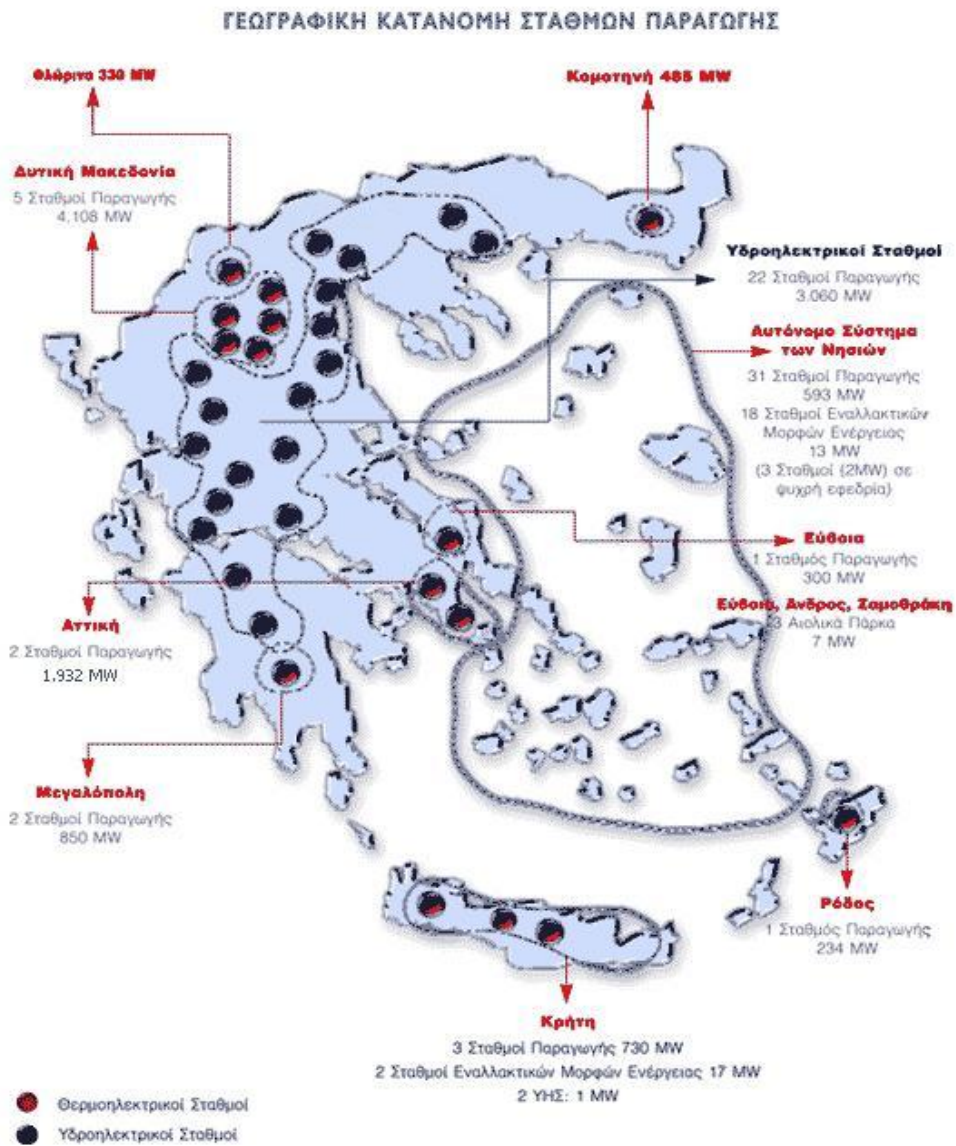 ΓΕΩΓΡΑΦΙΚΗ ΚΑΤΑΝΟΜΗ ΣΤΑΘΜΩΝ ΠΑΡΑΓΩΓΗΣ
Φλώρινα 330 MW
Κομοτηνή 485 MW
Δυτική Μακεδονία
5 Σταθμοί Παραγωγής
4.108 MW
Υδροηλεκτρικοί Σταθμοί
22 Σταθμοί Παραγωγής
3.060 MW
Αυτόνομο Σύστημα
των Νησιών
31 Σταθμοί Παραγωγής
593 MW
18 Σταθμοί Εναλλακτικών
Μορφών Ενέργειας
13 MW
(3 Σταθμοί (2MW) σε
ψυχρή εφεδρία)
Εύβοια
1 Σταθμός Παραγωγής
300 MW
Εύβοια, Ανδρος, Σαμοθράκη
3 Αιολικά Πάρκα
7 MW
Αττική
2 Σταθμοί Παραγωγής
1.932 MW
Μεγαλόπολη
2 Σταθμοί Παραγωγής
850 MW
Ρόδος
1 Σταθμός Παραγωγής
234 MW
Κρήτη
3 Σταθμοί Παραγωγής 730 MW
2 Σταθμοί Εναλλακτικών Μορφών Ενέργειας 17 MW
2 ΥΗΣ: 1 MW
Θερμοηλεκτρικοί Σταθμοί
Υδροηλεκτρικοί Σταθμοί